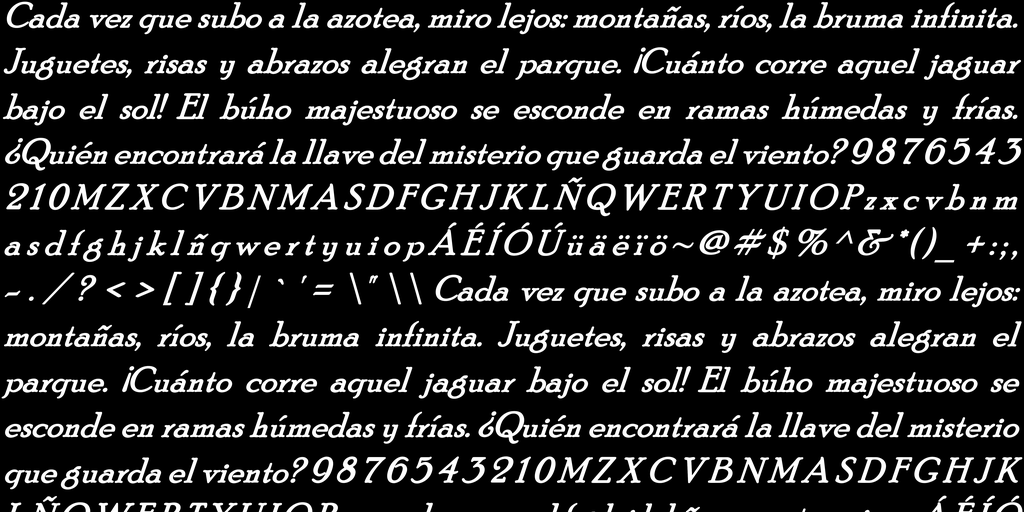 Cada vez que subo a la azotea, miro lejos: montañas, ríos, la bruma infinita.
Juguetes, risas y abrazos alegran el parque. ¡Cuánto corre aquel jaguar
bajo el sol! El búho majestuoso se esconde en ramas húmedas y frías.
¿Quién encontrará la llave del misterio que guarda el viento? 9 8 7 6 5 4 3
2 1 0 M Z X C V B N M A S D F G H J K L Ñ Q W E R T Y U I O P z x c v b n m
a s d f g h j k l ñ q w e r t y u i o p Á É Í Ó Ú ü ä ë ï ö ~ @ # $ % ^ & * ( ) _ + : ; ,
- . / ? < > [ ] { } | ` ' = \ " \ \ Cada vez que subo a la azotea, miro lejos:
montañas, ríos, la bruma infinita. Juguetes, risas y abrazos alegran el
parque. ¡Cuánto corre aquel jaguar bajo el sol! El búho majestuoso se
esconde en ramas húmedas y frías. ¿Quién encontrará la llave del misterio
que guarda el viento? 9 8 7 6 5 4 3 2 1 0 M Z X C V B N M A S D F G H J K